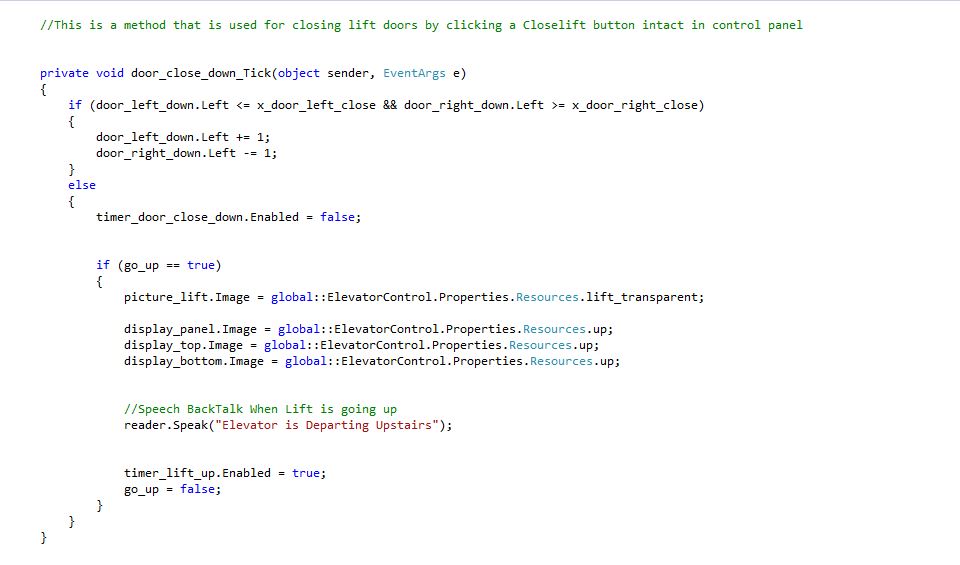 //This is a method that is used for closing lift doors by clicking a Closelift button intact in control panel
private void door_close_down_Tick(object sender, EventArgs e)
{
if (door_left_down.Left <= x_door_left_close && door_right_down.Left >= x_door_right_close)
{
door_left_down.Left += 1;
door_right_down.Left -= 1;
}
else
{
timer_door_close_down.Enabled = false;
if (go_up == true)
{
picture_lift.Image = global::ElevatorControl.Properties.Resources.lift_transparent;
display_panel.Image = global::ElevatorControl.Properties.Resources.up;
display_top.Image = global::ElevatorControl.Properties.Resources.up;
display_bottom.Image = global::ElevatorControl.Properties.Resources.up;
//Speech BackTalk When Lift is going up
reader.Speak("Elevator is Departing Upstairs");
timer_lift_up.Enabled = true;
go_up = false;
}
}
}